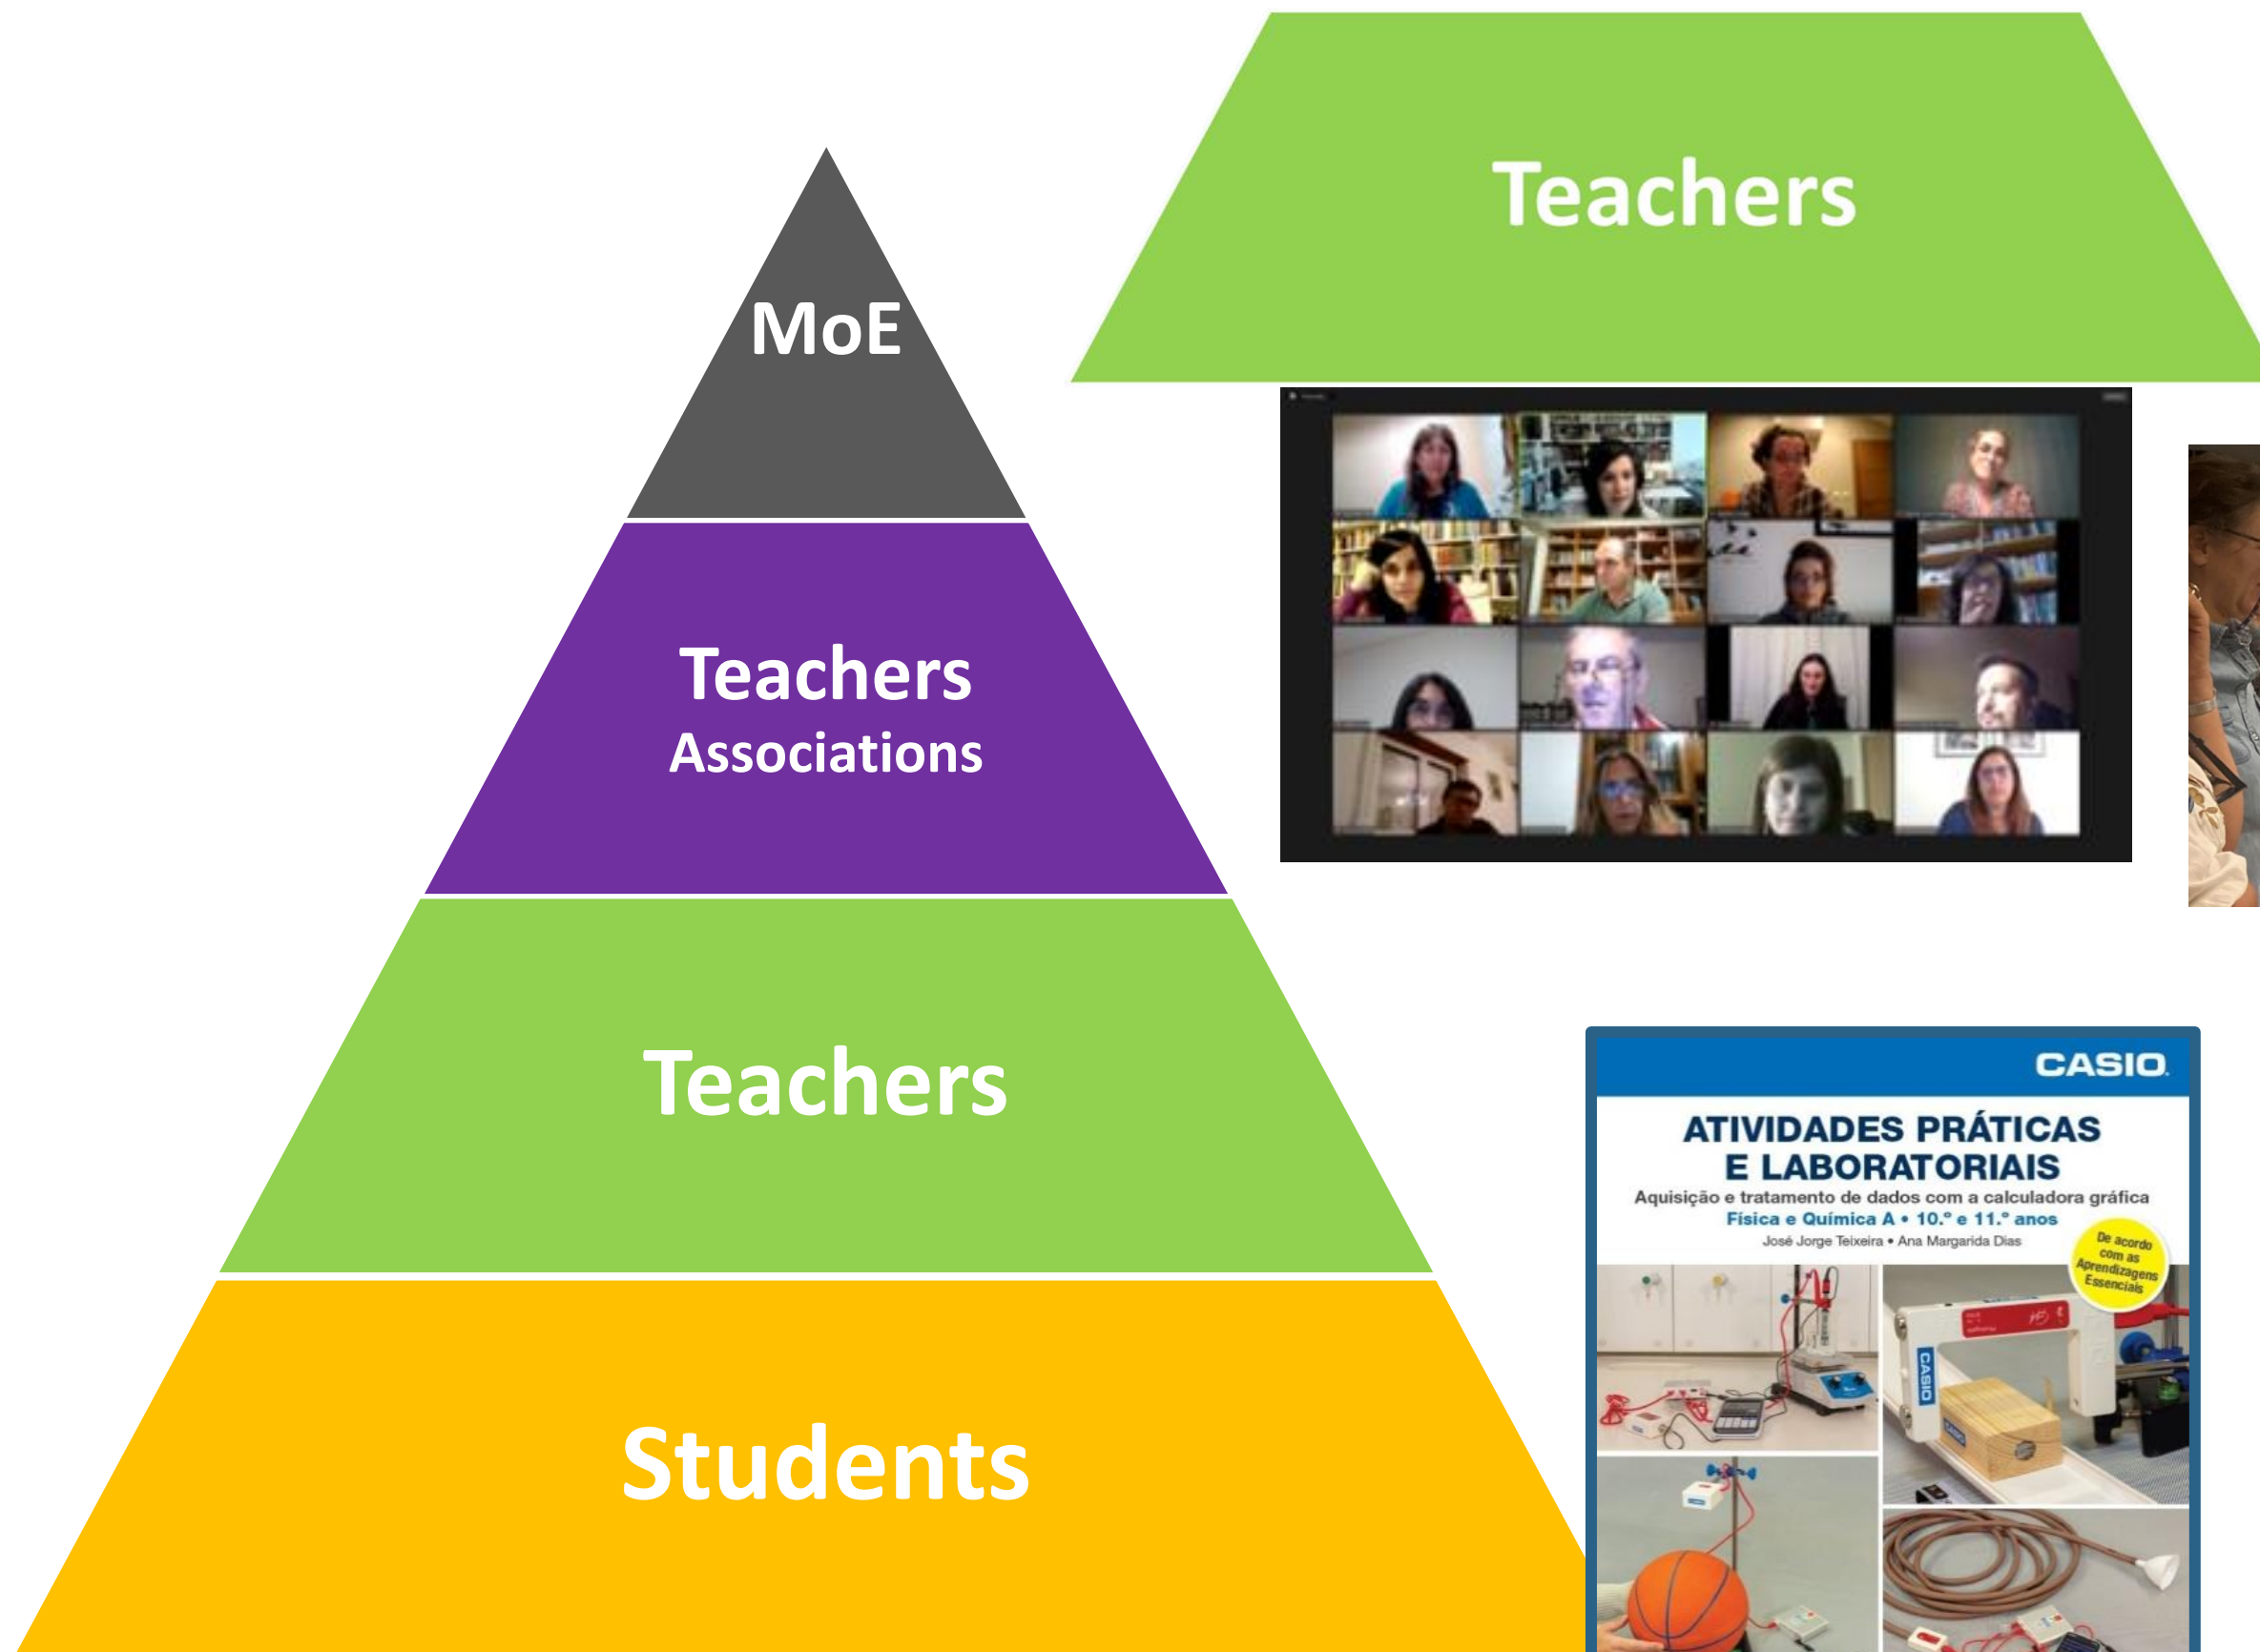 MoE
Teachers
Associations
Teachers
Students
Teachers
CASIO
ATIVIDADES PRÁTICAS
E LABORATORIAIS
Aquisição e tratamento de dados com a calculadora gráfica
Física e Química A • 10.º e 11.º anos
José Jorge Teixeira • Ana Margarida Dias
De acordo
com as
Aprendizagens
Essenciais
CASIO
CASIO